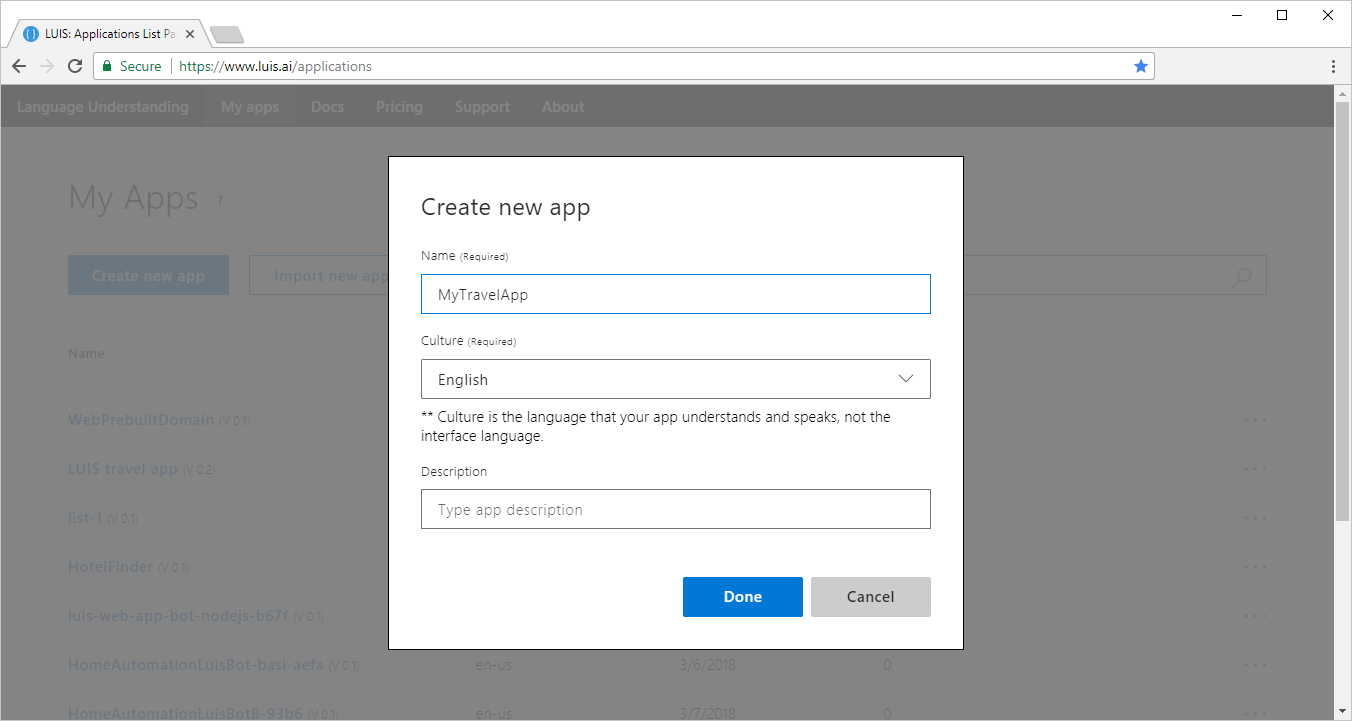 LUIS: Applications List Pa
Secure https://www.luis.ai/applications
Language Understanding My apps Docs Pricing Support About
My Apps ?
Create new app Import new app
Create new app
Name (Required)
MyTravelApp
Culture (Required)
English
** Culture is the language that your app understands and speaks, not the
interface language.
Description
Type app description
Done Cancel
Name
WebPrebuiltDomain (V 0.1)
LUIS travel app (V 0.2)
list-1 (V 0.1)
HotelFinder (V 0.1)
luis-web-app-bot-nodejs-b67f (V 0.1)
HomeAutomationLuisBot-basi-aefa (V 0.1) en-us 3/6/2018 0
HomeAutomationLuisBotB-93b6 (V 0.1) en-us 3/7/2018 0